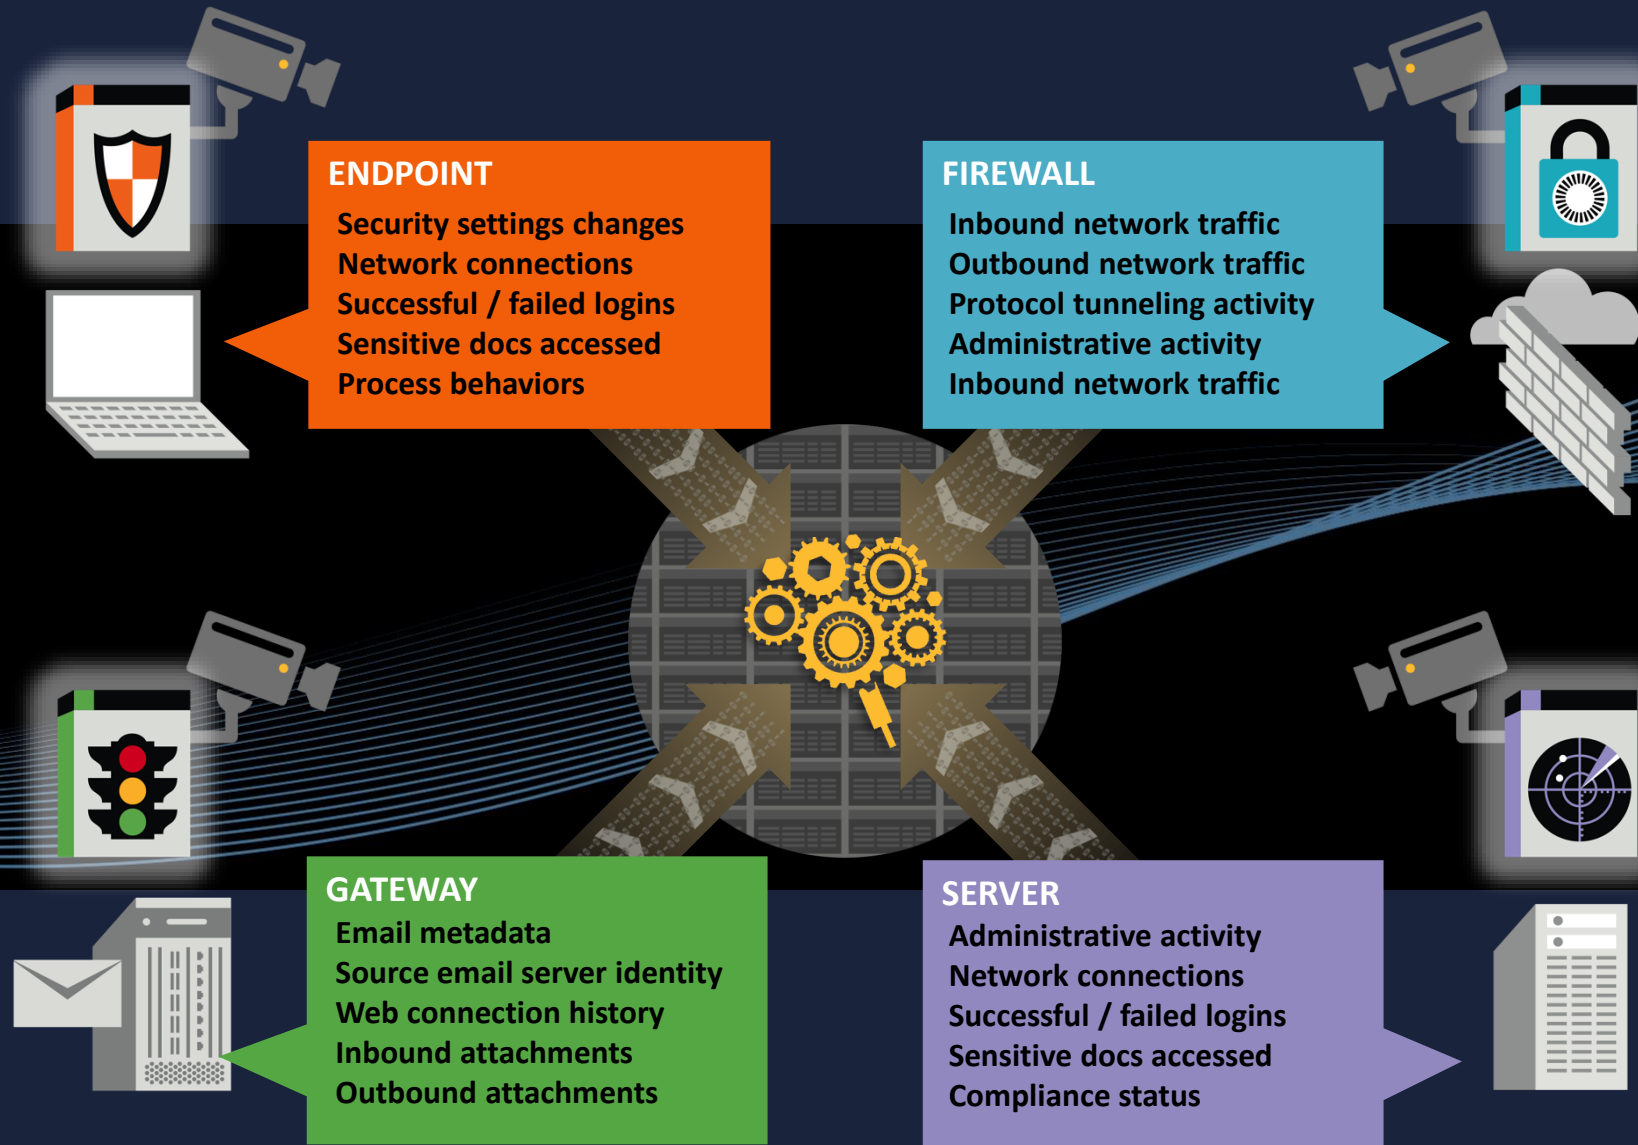 ENDPOINT
Security settings changes
Network connections
Successful / failed logins
Sensitive docs accessed
Process behaviors
FIREWALL
Inbound network traffic
Outbound network traffic
Protocol tunneling activity
Administrative activity
Inbound network traffic
GATEWAY
Email metadata
Source email server identity
Web connection history
Inbound attachments
Outbound attachments
SERVER
Administrative activity
Network connections
Successful / failed logins
Sensitive docs accessed
Compliance status